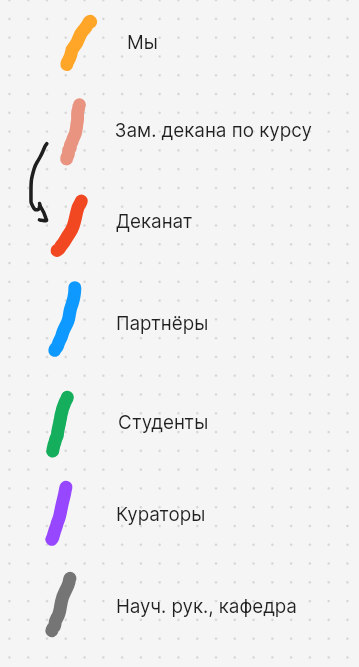 Мы
Зам. декана по курсу
Деканат
Партнёры
Студенты
Кураторы
Науч. рук., кафедра